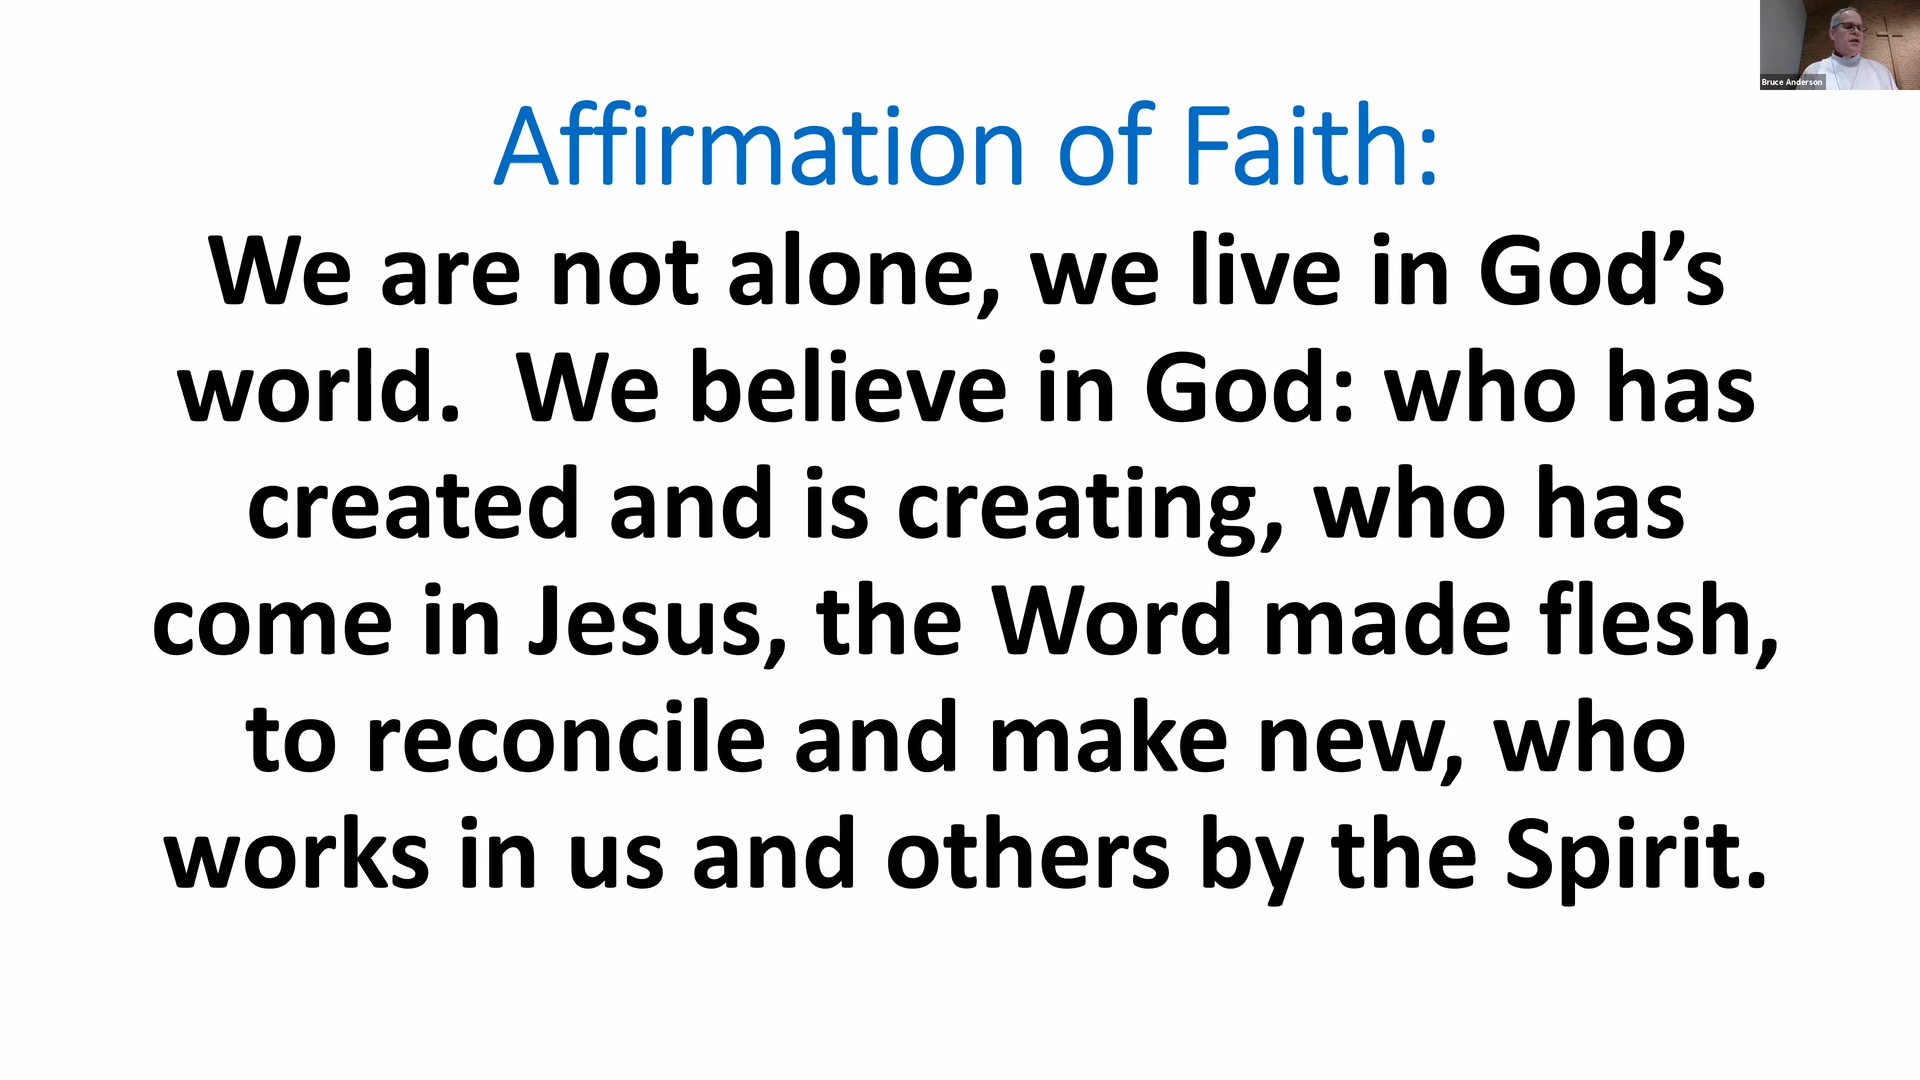 Bruce Anderson
Affirmation of Faith:
We are not alone, we live in God’s
world.  We believe in God: who has
created and is creating, who has
come in Jesus, the Word made flesh,
to reconcile and make new, who
works in us and others by the Spirit.